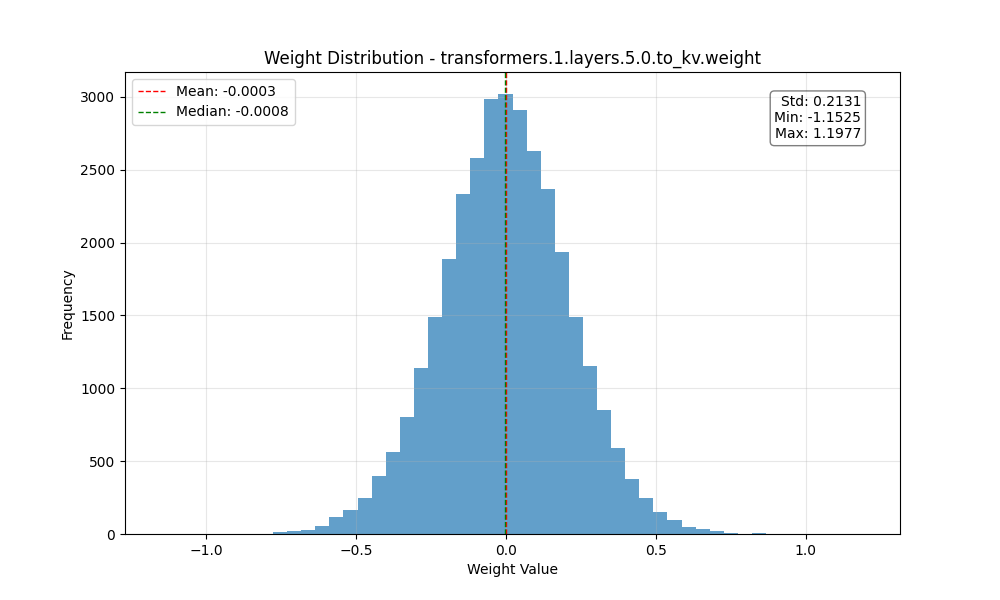 Weight Distribution - transformers.1.layers.5.0.to_kv.weight
Mean: -0.0003
Median: -0.0008
Std: 0.2131
Min: -1.1525
Max: 1.1977
Frequency
3000
2500
2000
1500
1000
500
0
−1.0 −0.5 0.0 0.5 1.0
Weight Value